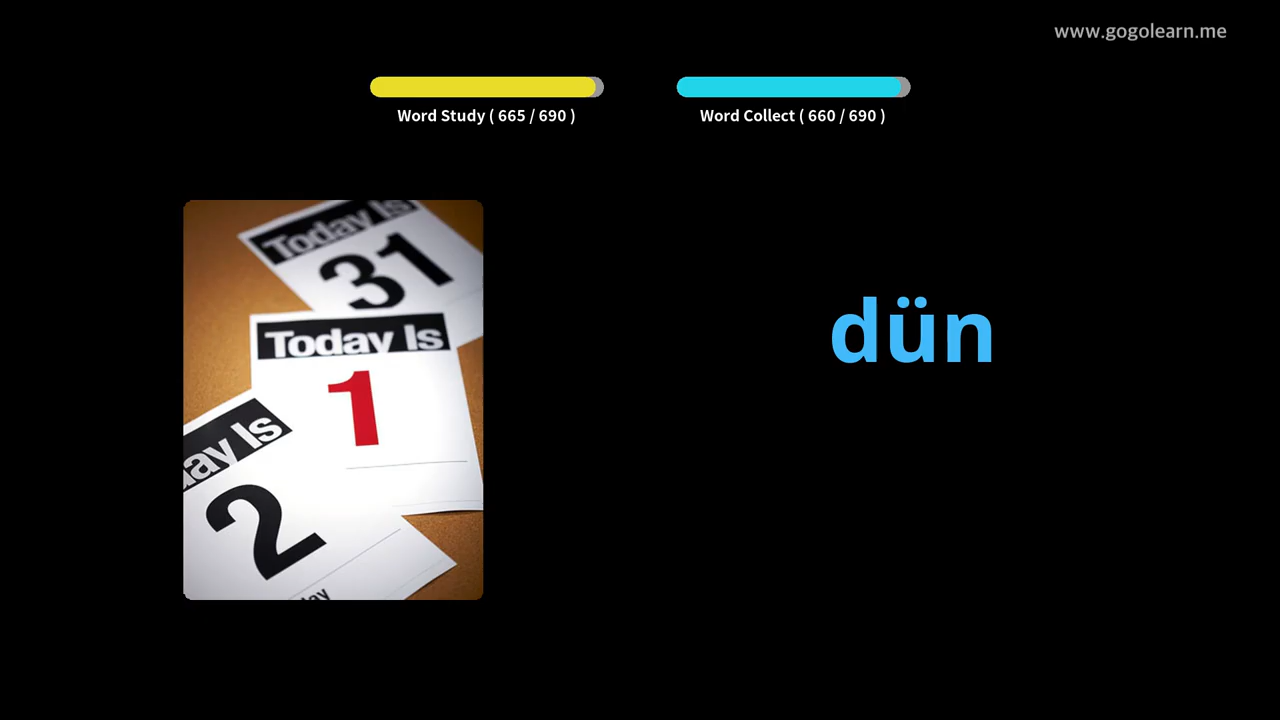 www.gogolearn.me
Word Study ( 665 / 690 )
Word Collect ( 660 / 690 )
Today Is
31
Today Is
1
ay Is
2
ay
dün